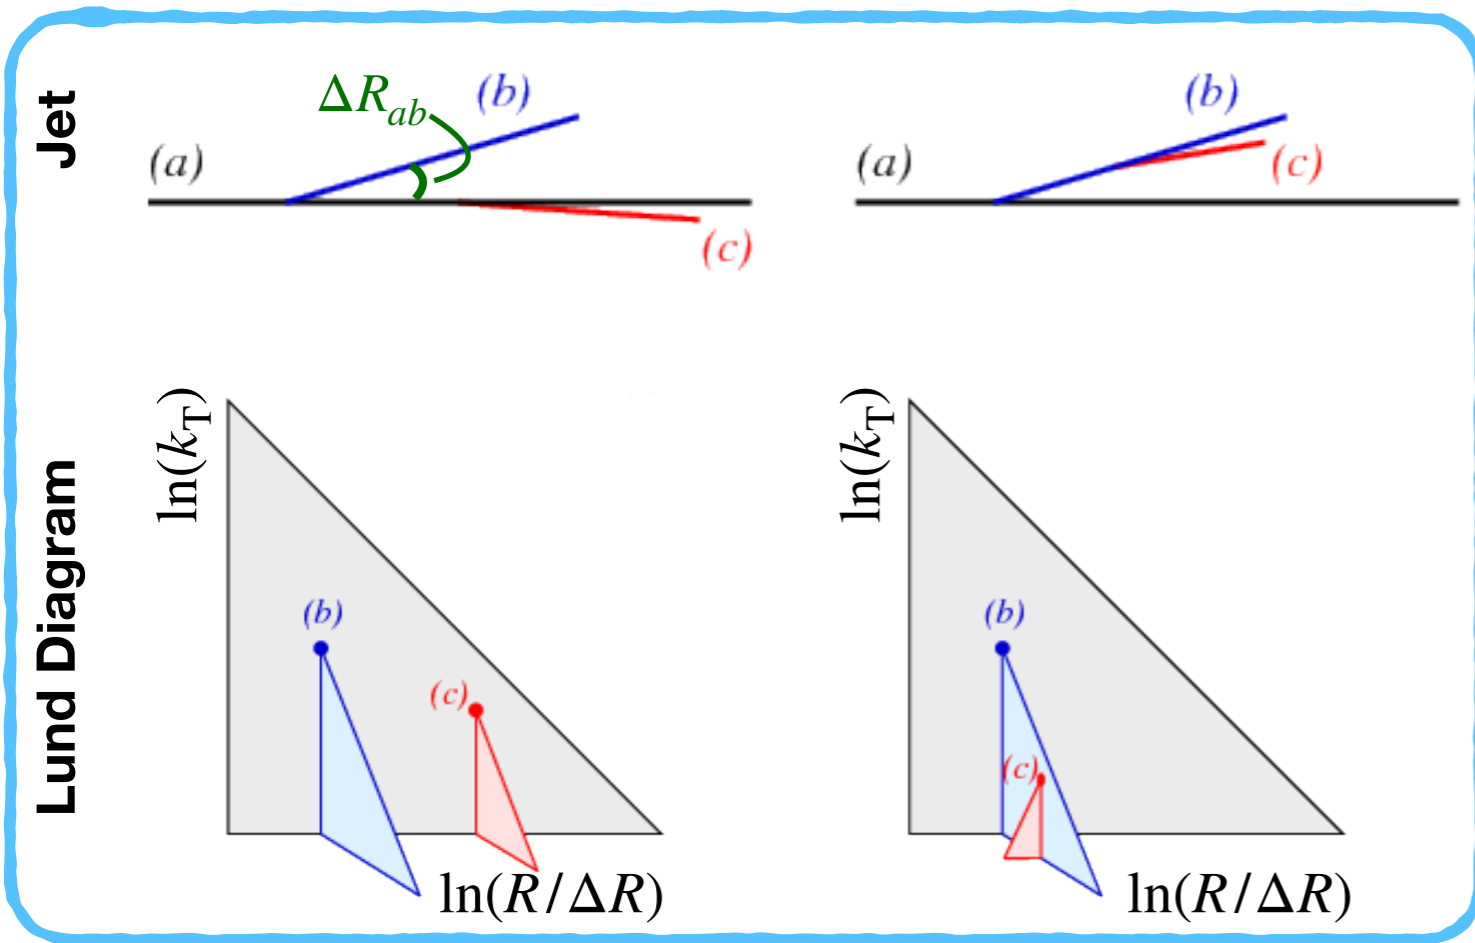 Jet
ΔR_ab
(b)
(a)
(c)
(b)
(a)
(c)
Lund Diagram
ln(k_T)
(b)
(c)
ln(R/ΔR)
ln(k_T)
(b)
(c)
ln(R/ΔR)